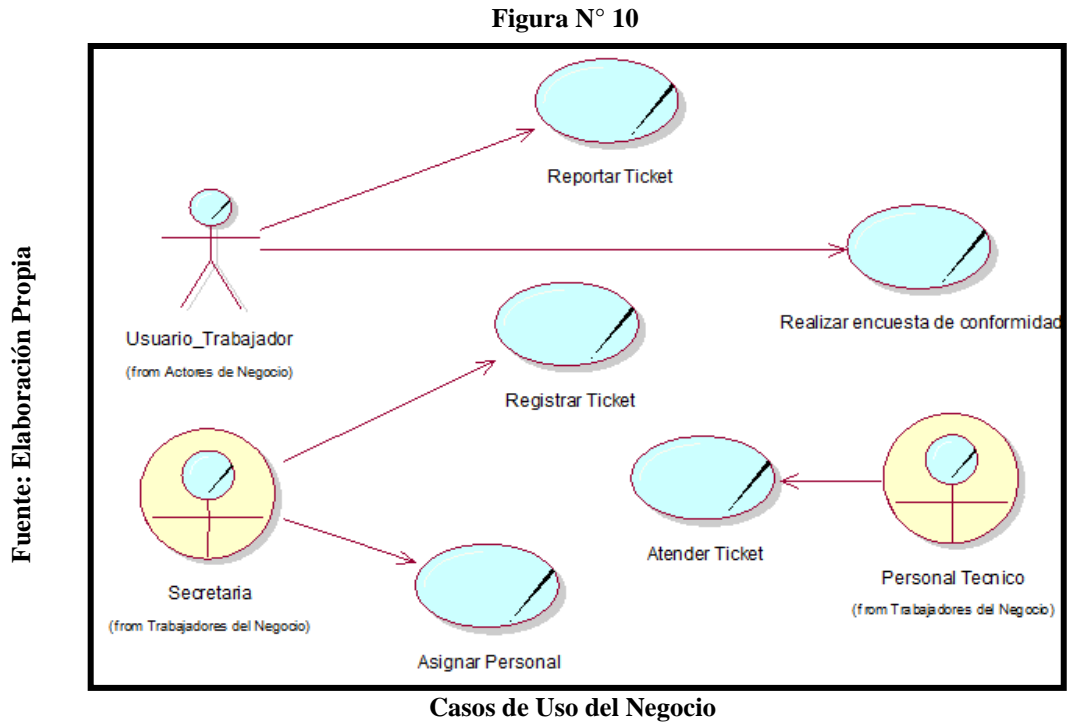 Figura N° 10
Fuente: Elaboración Propia
Reportar Ticket
Realizar encuesta de conformidad
Usuario_Trabajador
(from Actores de Negocio)
Registrar Ticket
Atender Ticket
Personal Tecnico
(from Trabajadores del Negocio)
Secretaria
(from Trabajadores del Negocio)
Asignar Personal
Casos de Uso del Negocio